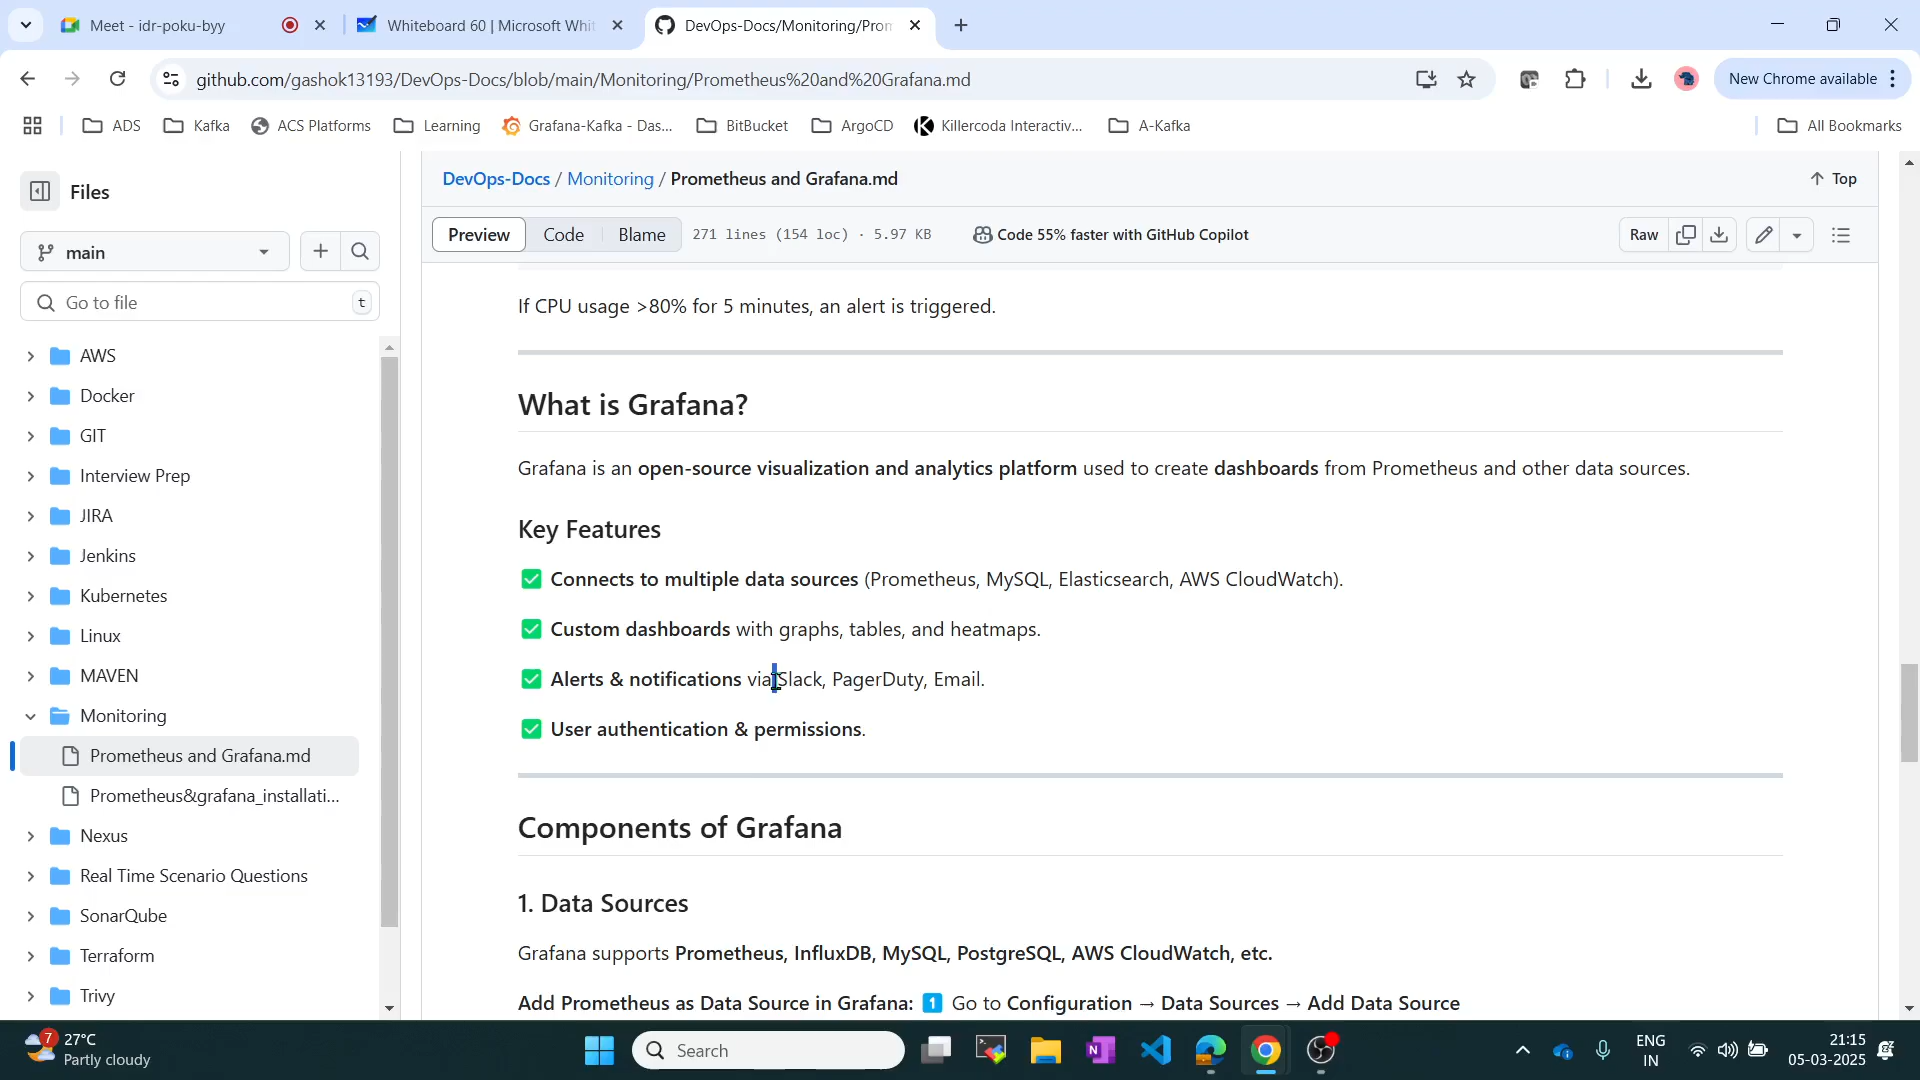 Meet - idr-poku-byy
Whiteboard 60 | Microsoft Whit
DevOps-Docs/Monitoring/Prom
github.com/gashok13193/DevOps-Docs/blob/main/Monitoring/Prometheus%20and%20Grafana.md
New Chrome available
ADS
Kafka
ACS Platforms
Learning
Grafana-Kafka - Das...
BitBucket
ArgoCD
Killercoda Interactiv...
A-Kafka
All Bookmarks
Files
main
Go to file
t
AWS
Docker
GIT
Interview Prep
JIRA
Jenkins
Kubernetes
Linux
MAVEN
Monitoring
Prometheus and Grafana.md
Prometheus&grafana_installati...
Nexus
Real Time Scenario Questions
SonarQube
Terraform
Trivy
DevOps-Docs / Monitoring / Prometheus and Grafana.md
Top
Preview
Code
Blame
271 lines (154 loc) · 5.97 KB
Code 55% faster with GitHub Copilot
Raw
If CPU usage >80% for 5 minutes, an alert is triggered.
What is Grafana?
Grafana is an open-source visualization and analytics platform used to create dashboards from Prometheus and other data sources.
Key Features
✅ Connects to multiple data sources (Prometheus, MySQL, Elasticsearch, AWS CloudWatch).
✅ Custom dashboards with graphs, tables, and heatmaps.
✅ Alerts & notifications via Slack, PagerDuty, Email.
✅ User authentication & permissions.
Components of Grafana
1. Data Sources
Grafana supports Prometheus, InfluxDB, MySQL, PostgreSQL, AWS CloudWatch, etc.
Add Prometheus as Data Source in Grafana: 1️⃣ Go to Configuration → Data Sources → Add Data Source
7
27°C
Partly cloudy
Search
ENG
IN
21:15
05-03-2025